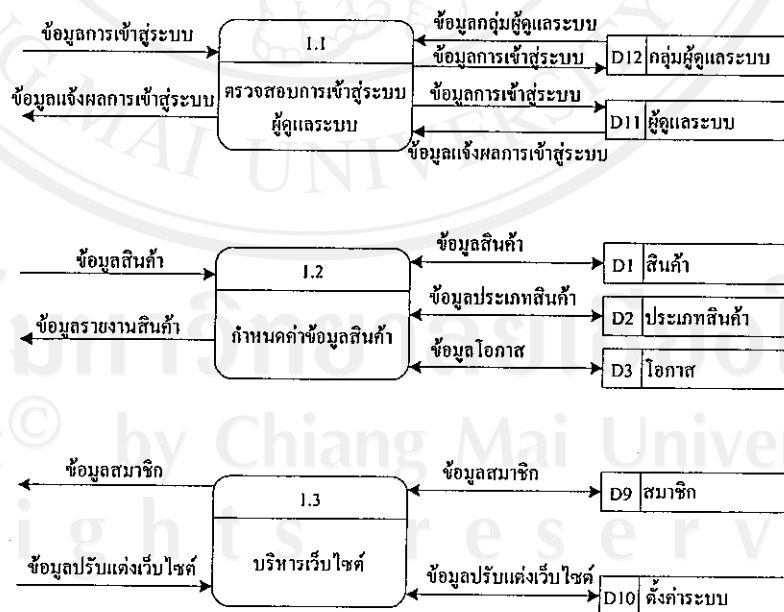 ข้อมูลการเข้าสู่ระบบ
ข้อมูลแจ้งผลการเข้าสู่ระบบ
1.1
ตรวจสอบการเข้าสู่ระบบ
ผู้ดูแลระบบ
ข้อมูลกลุ่มผู้ดูแลระบบ
ข้อมูลการเข้าสู่ระบบ
D12 กลุ่มผู้ดูแลระบบ
ข้อมูลการเข้าสู่ระบบ
D11 ผู้ดูแลระบบ
ข้อมูลแจ้งผลการเข้าสู่ระบบ
MAI UNIVERSITY
ข้อมูลสินค้า
ข้อมูลรายงานสินค้า
1.2
กำหนดค่าข้อมูลสินค้า
ข้อมูลสินค้า
D1 สินค้า
ข้อมูลประเภทสินค้า
D2 ประเภทสินค้า
ข้อมูลโอกาส
D3 โอกาส
© by Chiang Mai Univer
ข้อมูลสมาชิก
ข้อมูลปรับแต่งเว็บไซต์
1.3
บริหารเว็บไซต์
ข้อมูลสมาชิก
D9 สมาชิก
ข้อมูลปรับแต่งเว็บไซต์
D10 ตั้งค่าระบบ
ights reserv